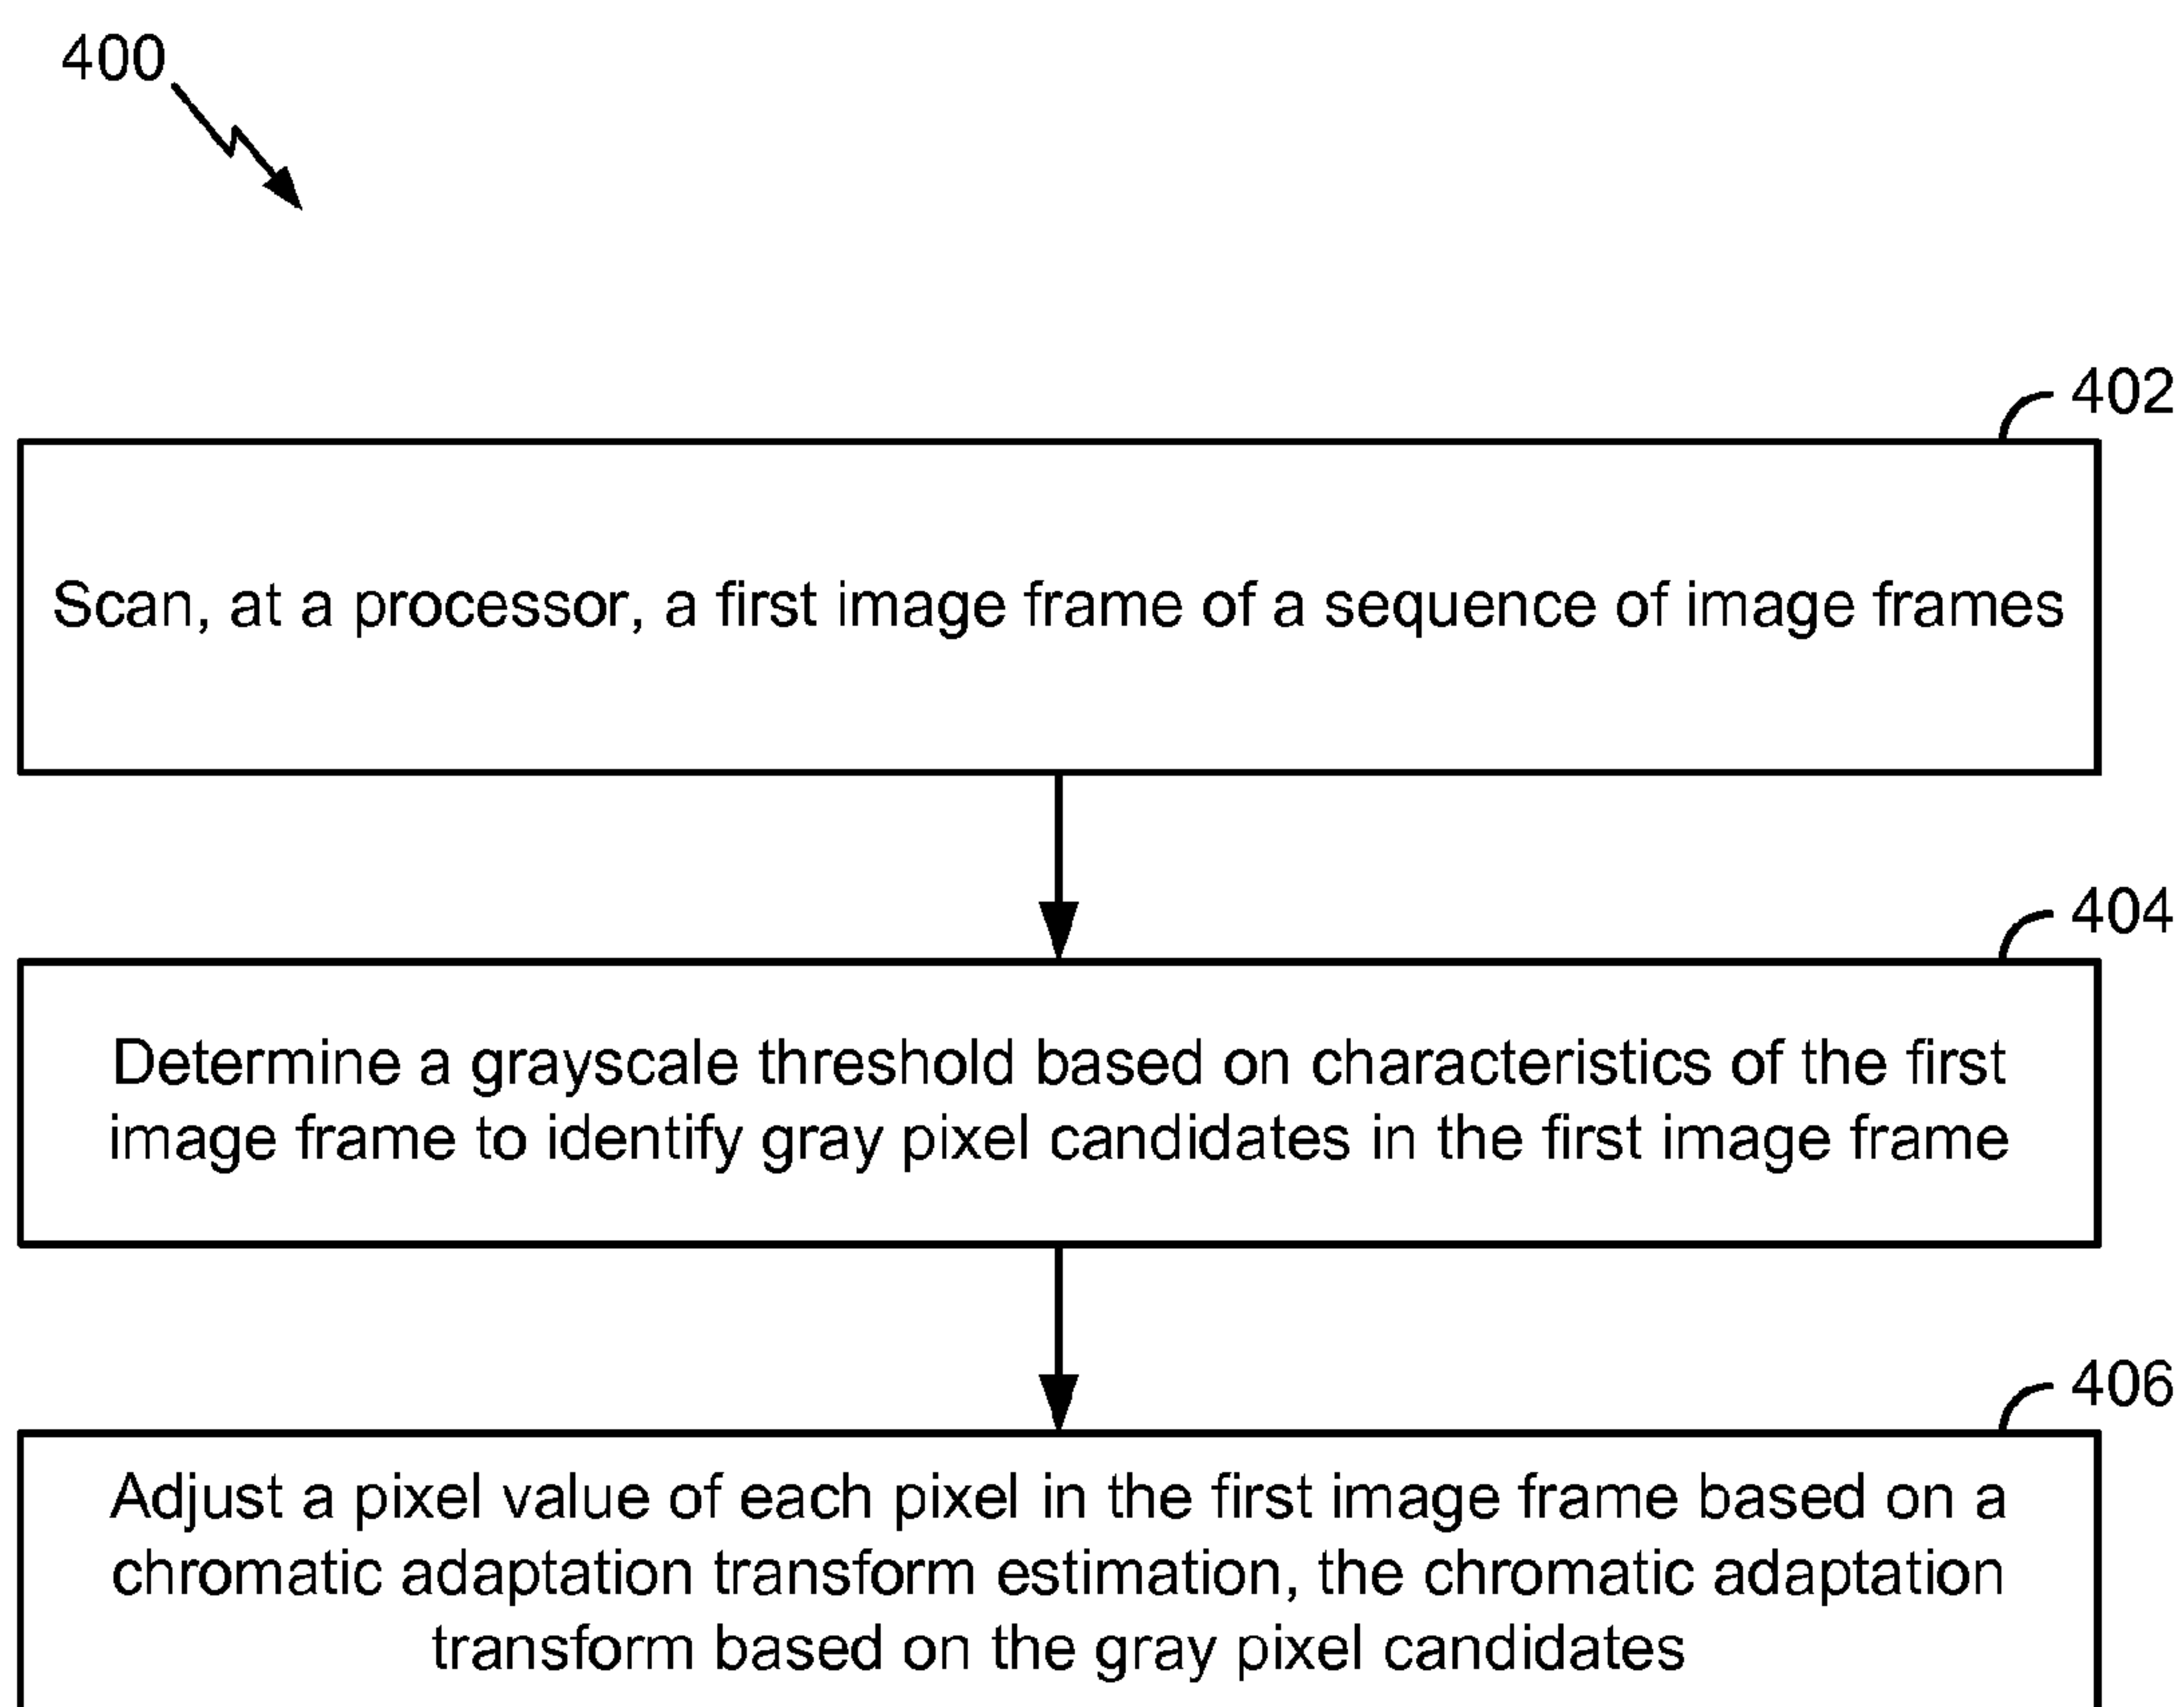 400
402
Scan, at a processor, a first image frame of a sequence of image frames
404
Determine a grayscale threshold based on characteristics of the first
image frame to identify gray pixel candidates in the first image frame
406
Adjust a pixel value of each pixel in the first image frame based on a
chromatic adaptation transform estimation, the chromatic adaptation
transform based on the gray pixel candidates